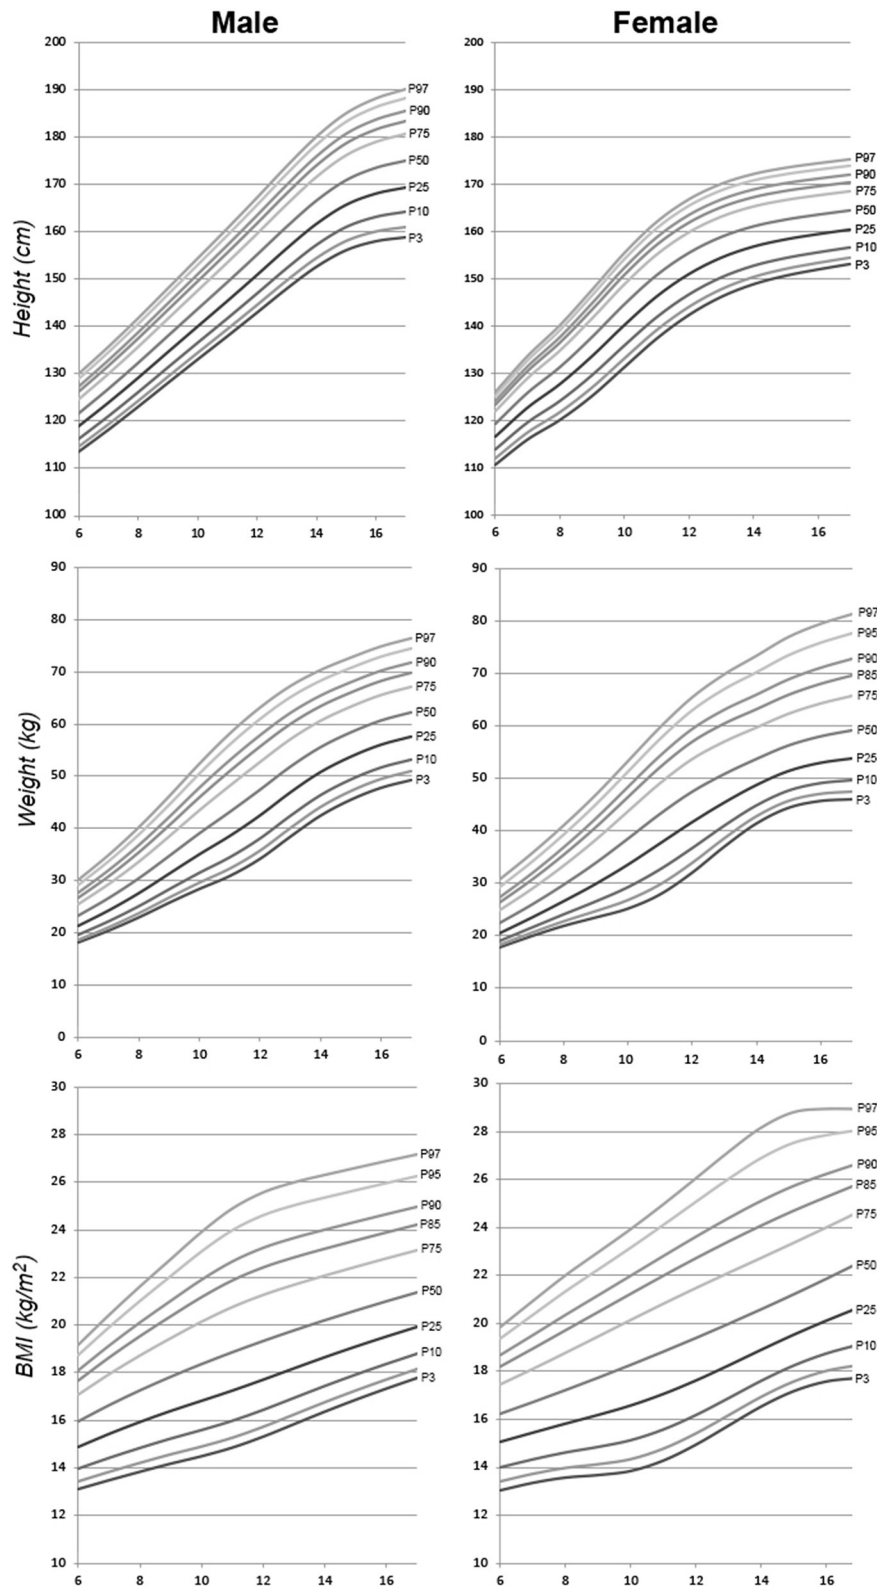 Male
Female
Height (cm)
200
190
180
170
160
150
140
130
120
110
100
P97
P90
P75
P50
P25
P10
P3
6 8 10 12 14 16
200
190
180
170
160
150
140
130
120
110
100
P97
P90
P75
P50
P25
P10
P3
6 8 10 12 14 16
Weight (kg)
90
80
70
60
50
40
30
20
10
0
P97
P90
P75
P50
P25
P10
P3
6 8 10 12 14 16
90
80
70
60
50
40
30
20
10
0
P97
P95
P90
P85
P75
P50
P25
P10
P3
6 8 10 12 14 16
BMI (kg/m²)
30
28
26
24
22
20
18
16
14
12
10
P97
P95
P90
P85
P75
P50
P25
P10
P3
6 8 10 12 14 16
30
28
26
24
22
20
18
16
14
12
10
P97
P95
P90
P85
P75
P50
P25
P10
P3
6 8 10 12 14 16